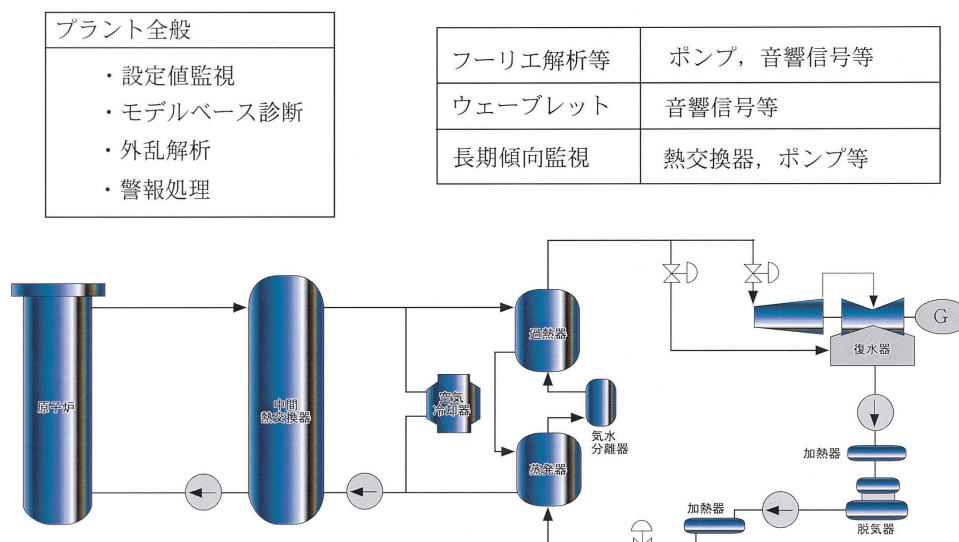 プラント全般
・設定値監視
・モデルベース診断
・外乱解析
・警報処理
フーリエ解析等 ポンプ，音響信号等
ウェーブレット 音響信号等
長期傾向監視 熱交換器，ポンプ等
原子炉
中間
熱交換器
空気
冷却器
過熱器
蒸発器
気水
分離器
G
復水器
加熱器
脱気器
加熱器